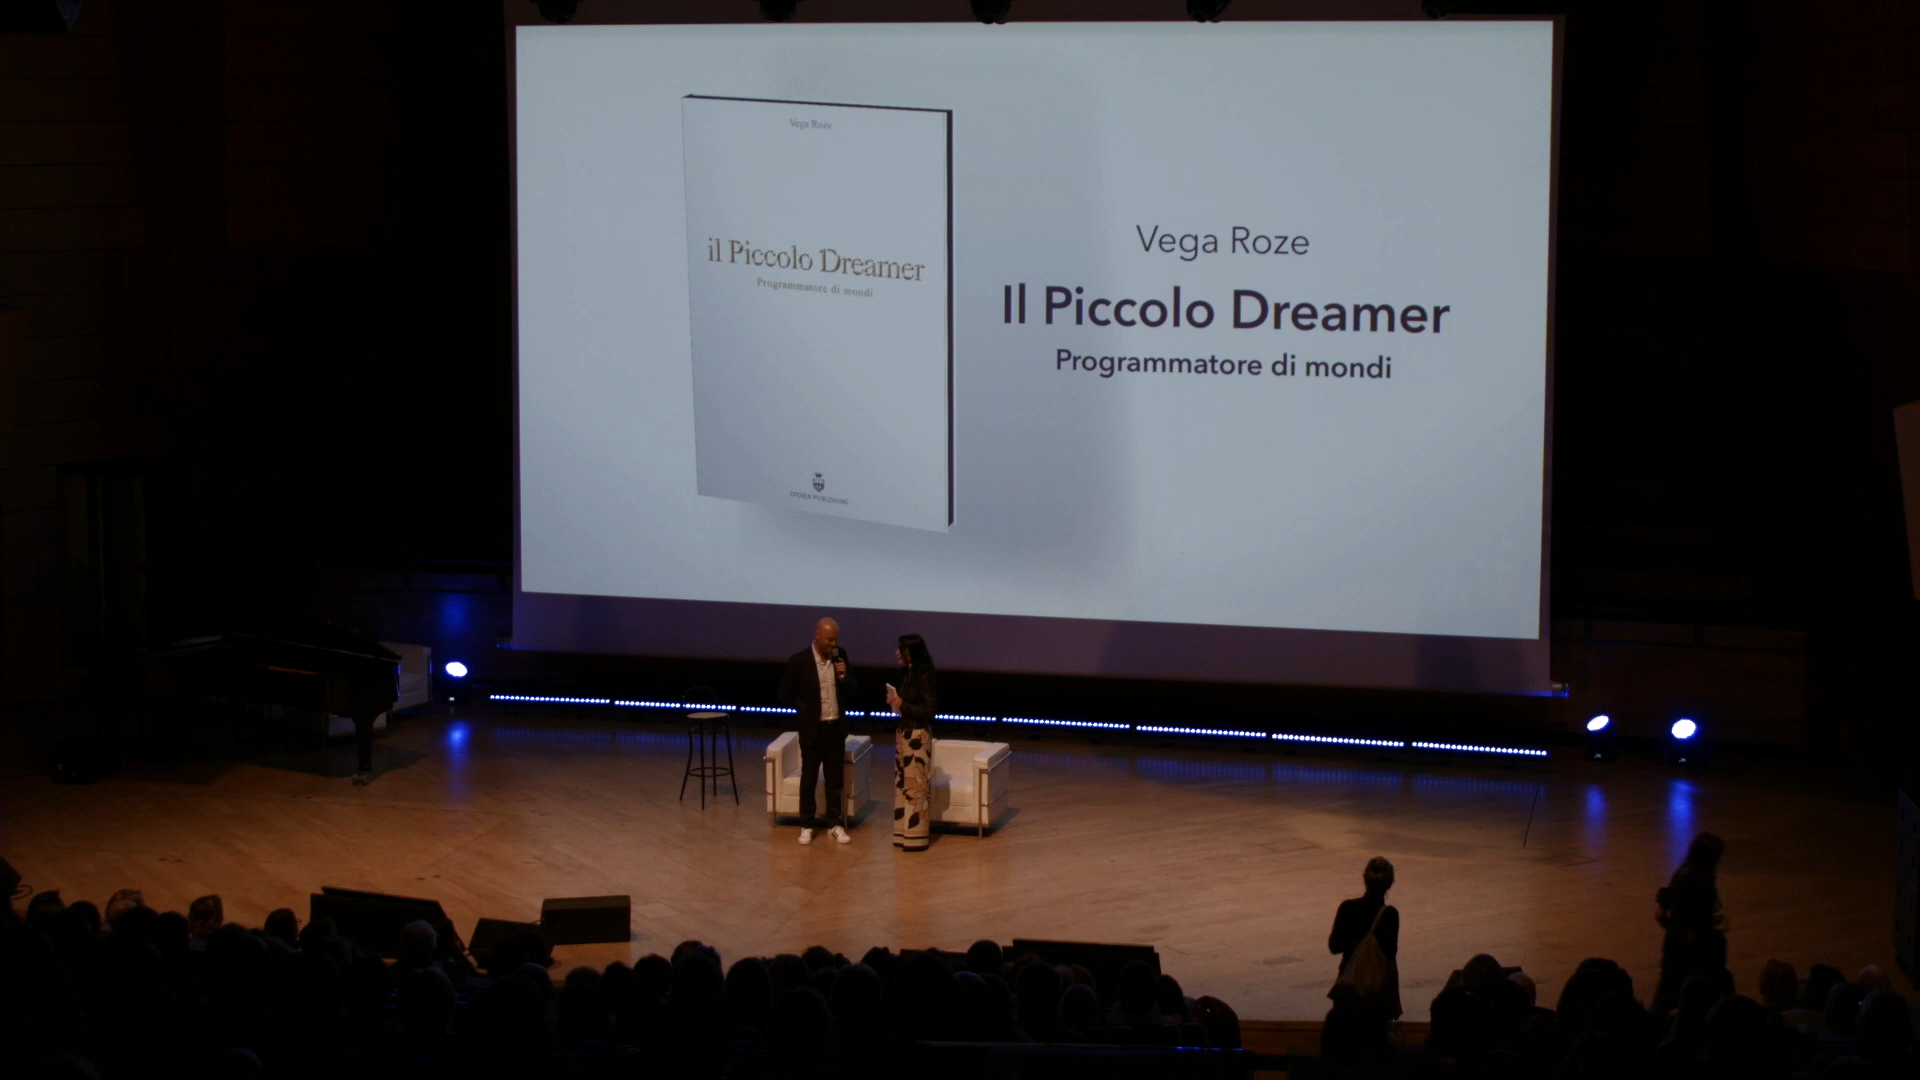 Vega Roze
il Piccolo Dreamer
Programmatore di mondi
Vega Roze
Il Piccolo Dreamer
Programmatore di mondi